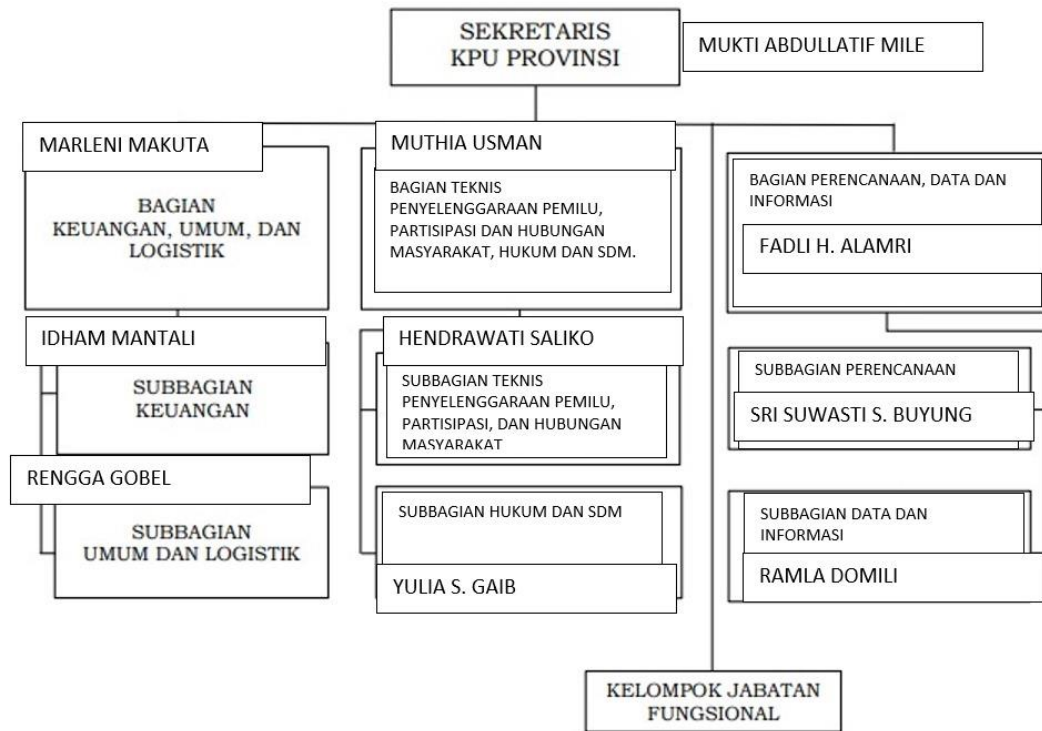 SEKRETARIS
KPU PROVINSI
MUKTI ABDULLATIF MILE
MARLENI MAKUTA
BAGIAN
KEUANGAN, UMUM, DAN
LOGISTIK
MUTHIA USMAN
BAGIAN TEKNIS
PENYELENGGARAAN PEMILU,
PARTISIPASI DAN HUBUNGAN
MASYARAKAT, HUKUM DAN SDM.
BAGIAN PERENCANAAN, DATA DAN
INFORMASI
FADLI H. ALAMRI
IDHAM MANTALI
SUBBAGIAN
KEUANGAN
HENDRAWATI SALIKO
SUBBAGIAN TEKNIS
PENYELENGGARAAN PEMILU,
PARTISIPASI, DAN HUBUNGAN
MASYARAKAT
SUBBAGIAN PERENCANAAN
SRI SUWASTI S. BUYUNG
RENGGA GOBEL
SUBBAGIAN
UMUM DAN LOGISTIK
SUBBAGIAN HUKUM DAN SDM
YULIA S. GAIB
SUBBAGIAN DATA DAN
INFORMASI
RAMLA DOMILI
KELOMPOK JABATAN
FUNGSIONAL